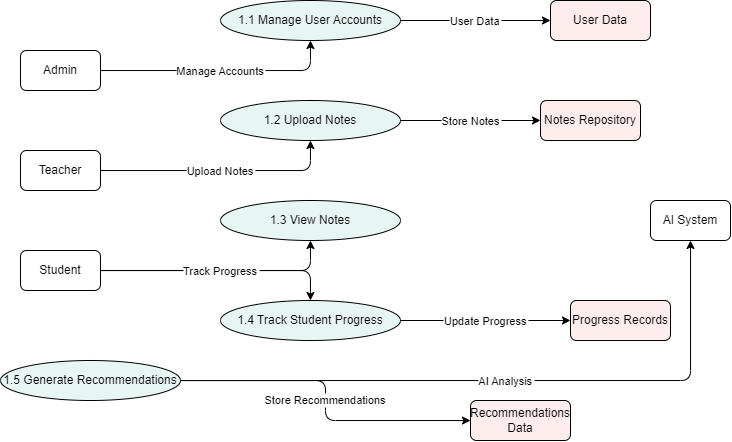 1.1 Manage User Accounts
User Data
User Data
Admin
Manage Accounts
1.2 Upload Notes
Store Notes
Notes Repository
Teacher
Upload Notes
1.3 View Notes
AI System
Student
Track Progress
1.4 Track Student Progress
Update Progress
Progress Records
1.5 Generate Recommendations
AI Analysis
Store Recommendations
Recommendations
Data